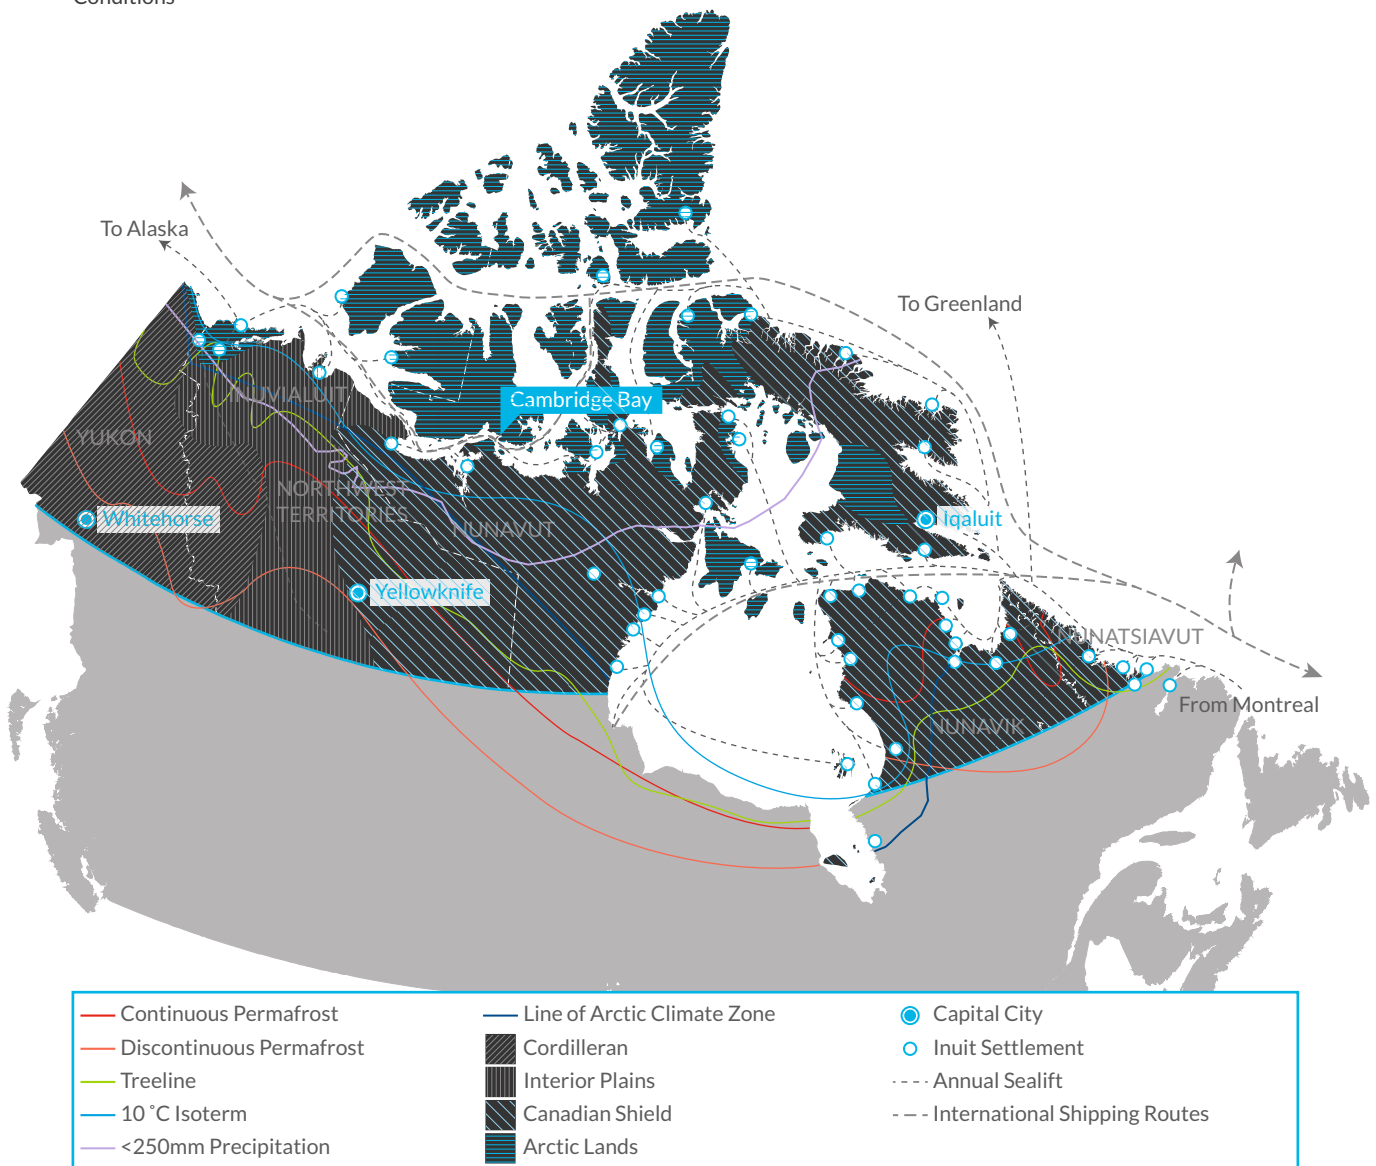 Conditions
To Alaska
To Greenland
INUVIALUIT
Cambridge Bay
YUKON
NORTHWEST
TERRITORIES
Whitehorse
NUNAVUT
Iqaluit
Yellowknife
NUNATSIAVUT
From Montreal
NUNAVIK
Continuous Permafrost
Discontinuous Permafrost
Treeline
10 ˚C Isoterm
<250mm Precipitation
Line of Arctic Climate Zone
Cordilleran
Interior Plains
Canadian Shield
Arctic Lands
Capital City
Inuit Settlement
Annual Sealift
International Shipping Routes